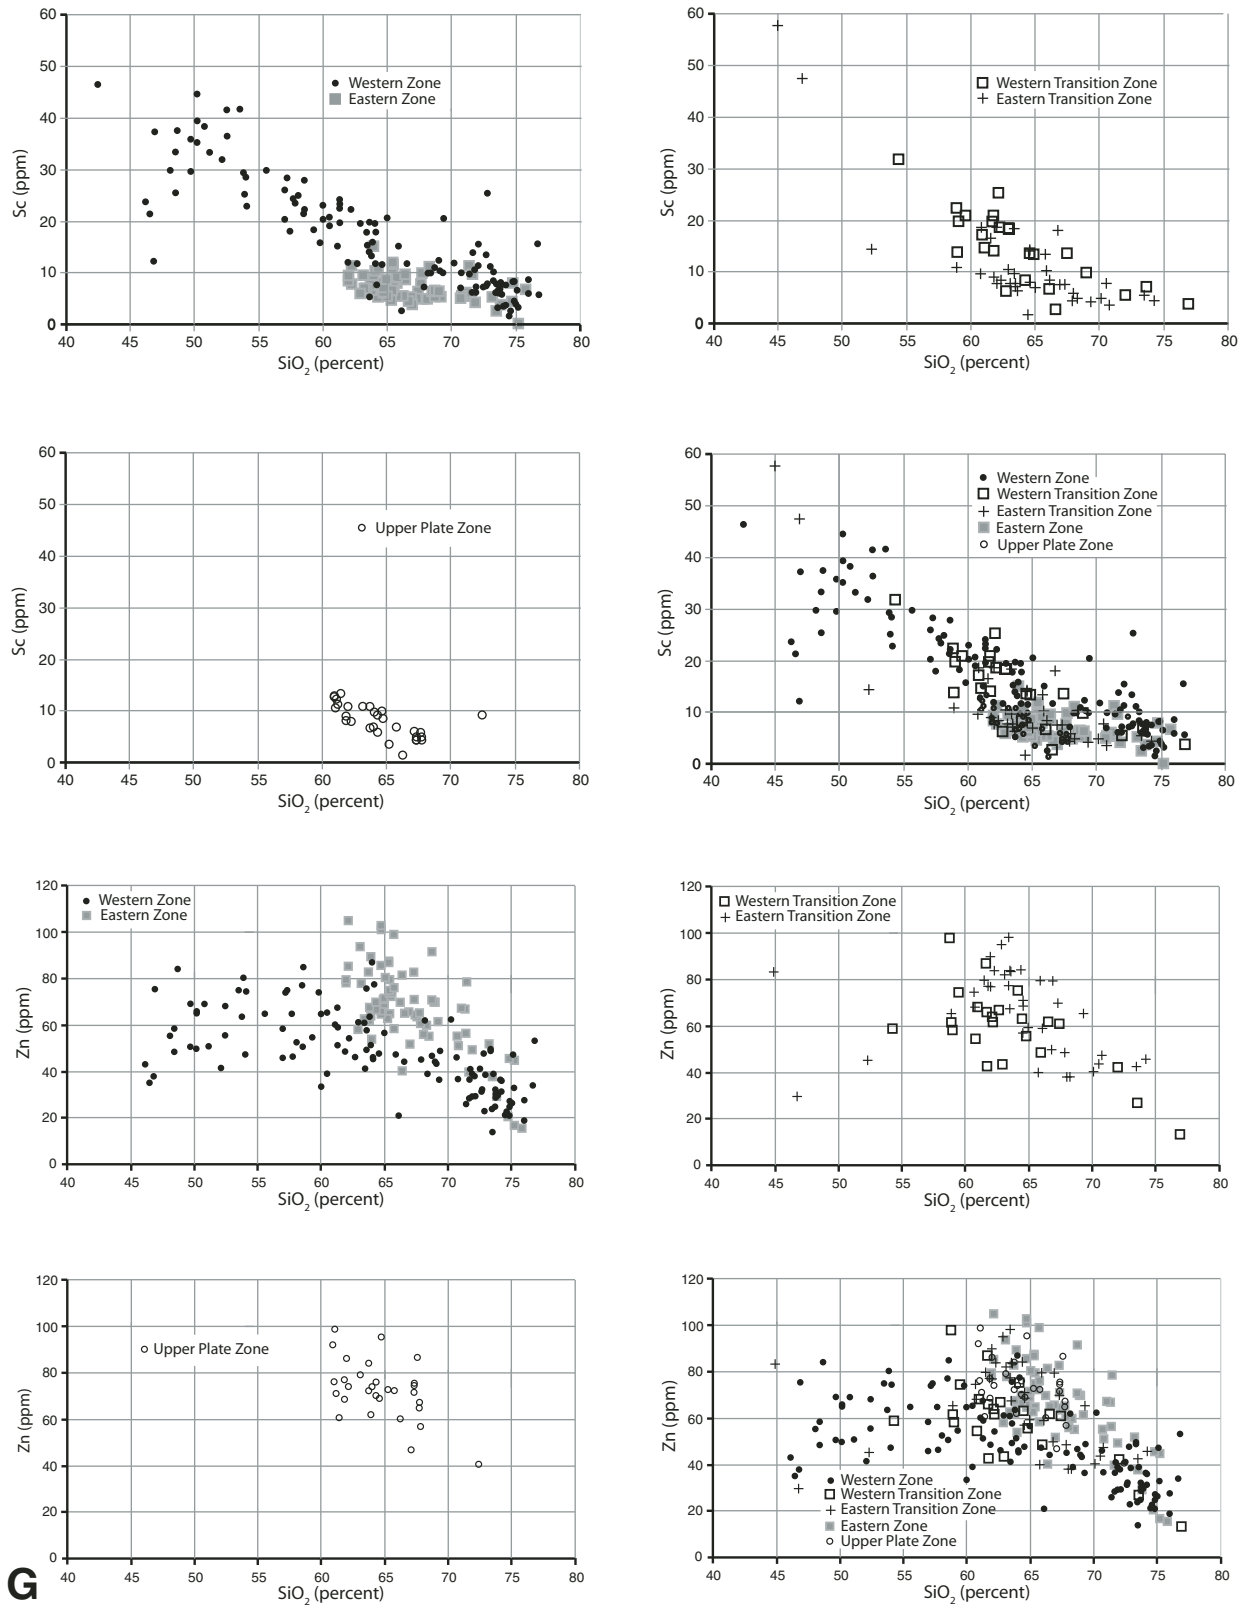 60
50
40
30
20
10
0
Sc (ppm)
Western Zone
Eastern Zone
40 45 50 55 60 65 70 75 80
SiO2 (percent)
60
50
40
30
20
10
0
Sc (ppm)
Western Transition Zone
Eastern Transition Zone
40 45 50 55 60 65 70 75 80
SiO2 (percent)
60
50
40
30
20
10
0
Sc (ppm)
Upper Plate Zone
40 45 50 55 60 65 70 75 80
SiO2 (percent)
60
50
40
30
20
10
0
Sc (ppm)
Western Zone
Western Transition Zone
Eastern Transition Zone
Eastern Zone
Upper Plate Zone
40 45 50 55 60 65 70 75 80
SiO2 (percent)
120
100
80
60
40
20
0
Zn (ppm)
Western Zone
Eastern Zone
40 45 50 55 60 65 70 75 80
SiO2 (percent)
120
100
80
60
40
20
0
Zn (ppm)
Western Transition Zone
Eastern Transition Zone
40 45 50 55 60 65 70 75 80
SiO2 (percent)
120
100
80
60
40
20
0
Zn (ppm)
Upper Plate Zone
40 45 50 55 60 65 70 75 80
SiO2 (percent)
120
100
80
60
40
20
0
Zn (ppm)
Western Zone
Western Transition Zone
Eastern Transition Zone
Eastern Zone
Upper Plate Zone
40 45 50 55 60 65 70 75 80
SiO2 (percent)
G